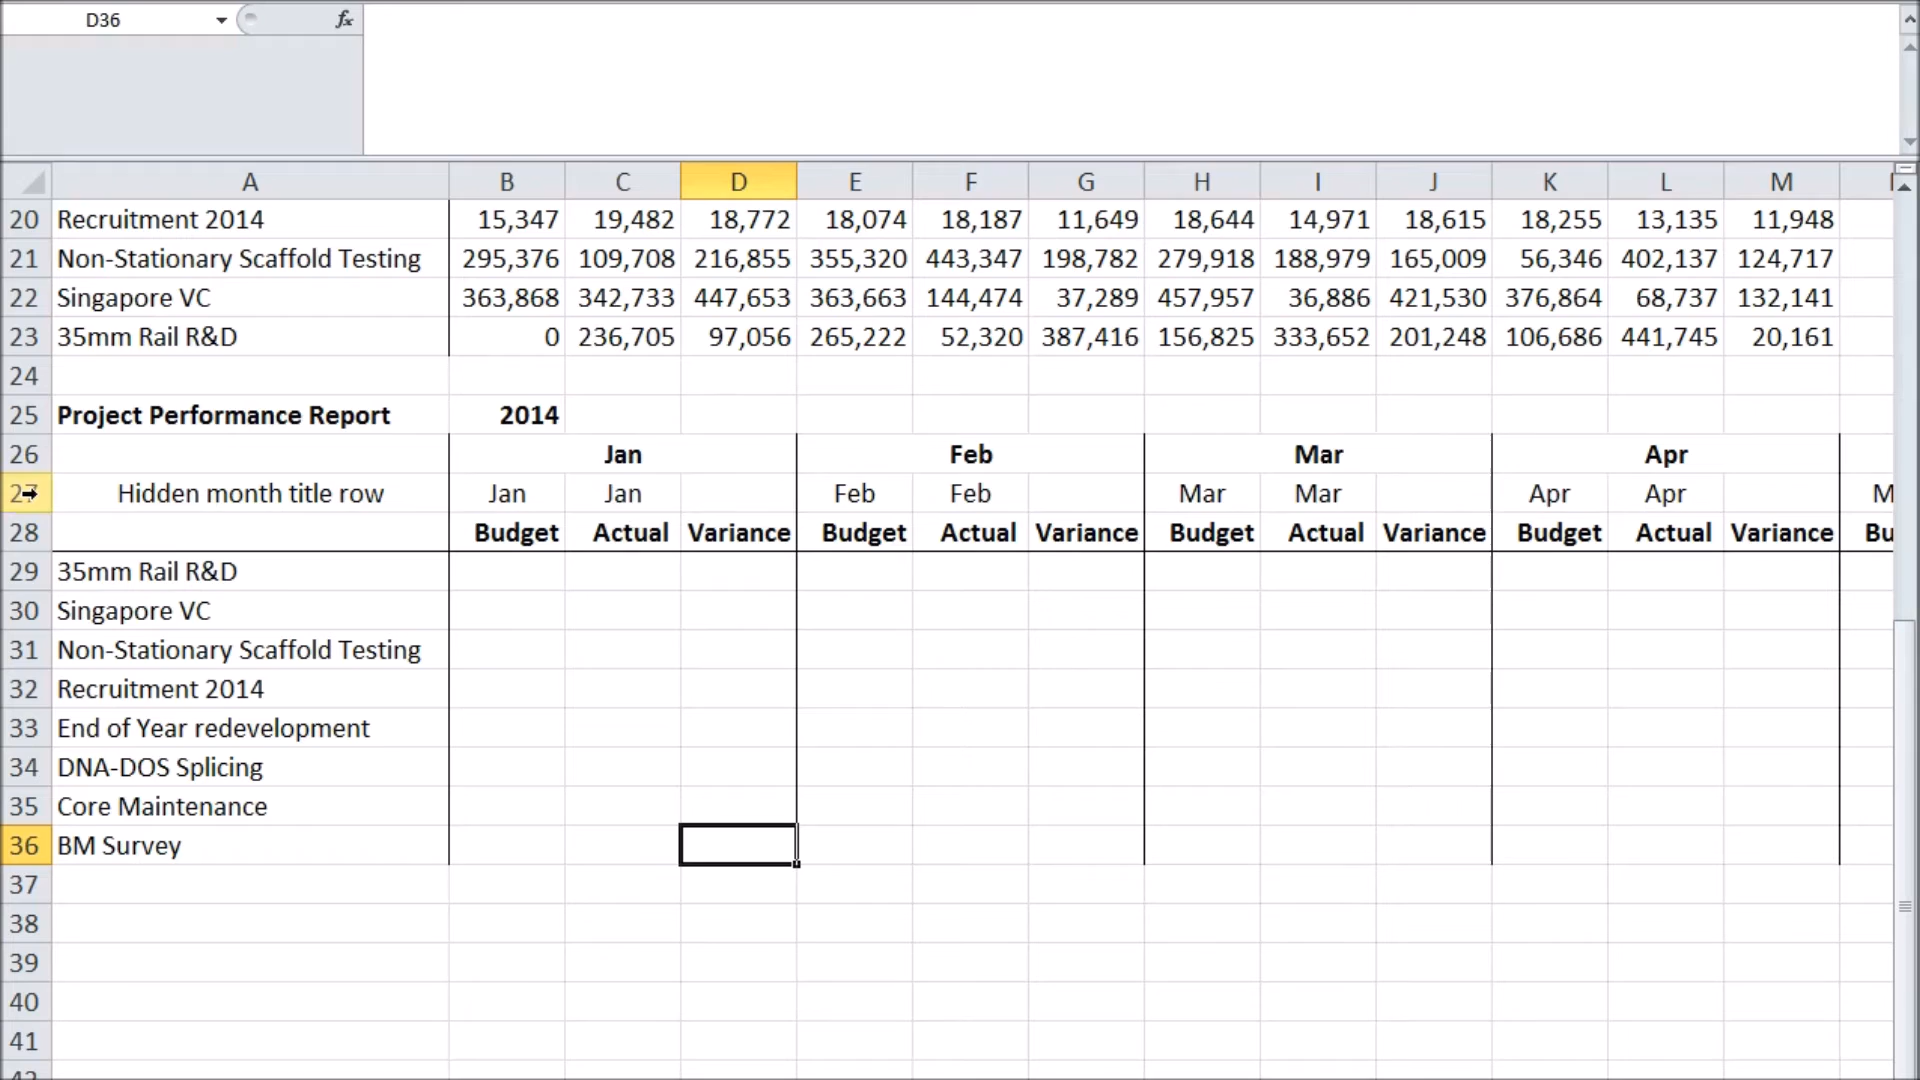 D36 fx
A B C D E F G H I J K L M
20 Recruitment 2014 15,347 19,482 18,772 18,074 18,187 11,649 18,644 14,971 18,615 18,255 13,135 11,948
21 Non-Stationary Scaffold Testing 295,376 109,708 216,855 355,320 443,347 198,782 279,918 188,979 165,009 56,346 402,137 124,717
22 Singapore VC 363,868 342,733 447,653 363,663 144,474 37,289 457,957 36,886 421,530 376,864 68,737 132,141
23 35mm Rail R&D 0 236,705 97,056 265,222 52,320 387,416 156,825 333,652 201,248 106,686 441,745 20,161
24
25 Project Performance Report 2014
26 Jan Feb Mar Apr
27 Hidden month title row Jan Jan Feb Feb Mar Mar Apr Apr M
28 Budget Actual Variance Budget Actual Variance Budget Actual Variance Budget Actual Variance Bu
29 35mm Rail R&D
30 Singapore VC
31 Non-Stationary Scaffold Testing
32 Recruitment 2014
33 End of Year redevelopment
34 DNA-DOS Splicing
35 Core Maintenance
36 BM Survey
37
38
39
40
41